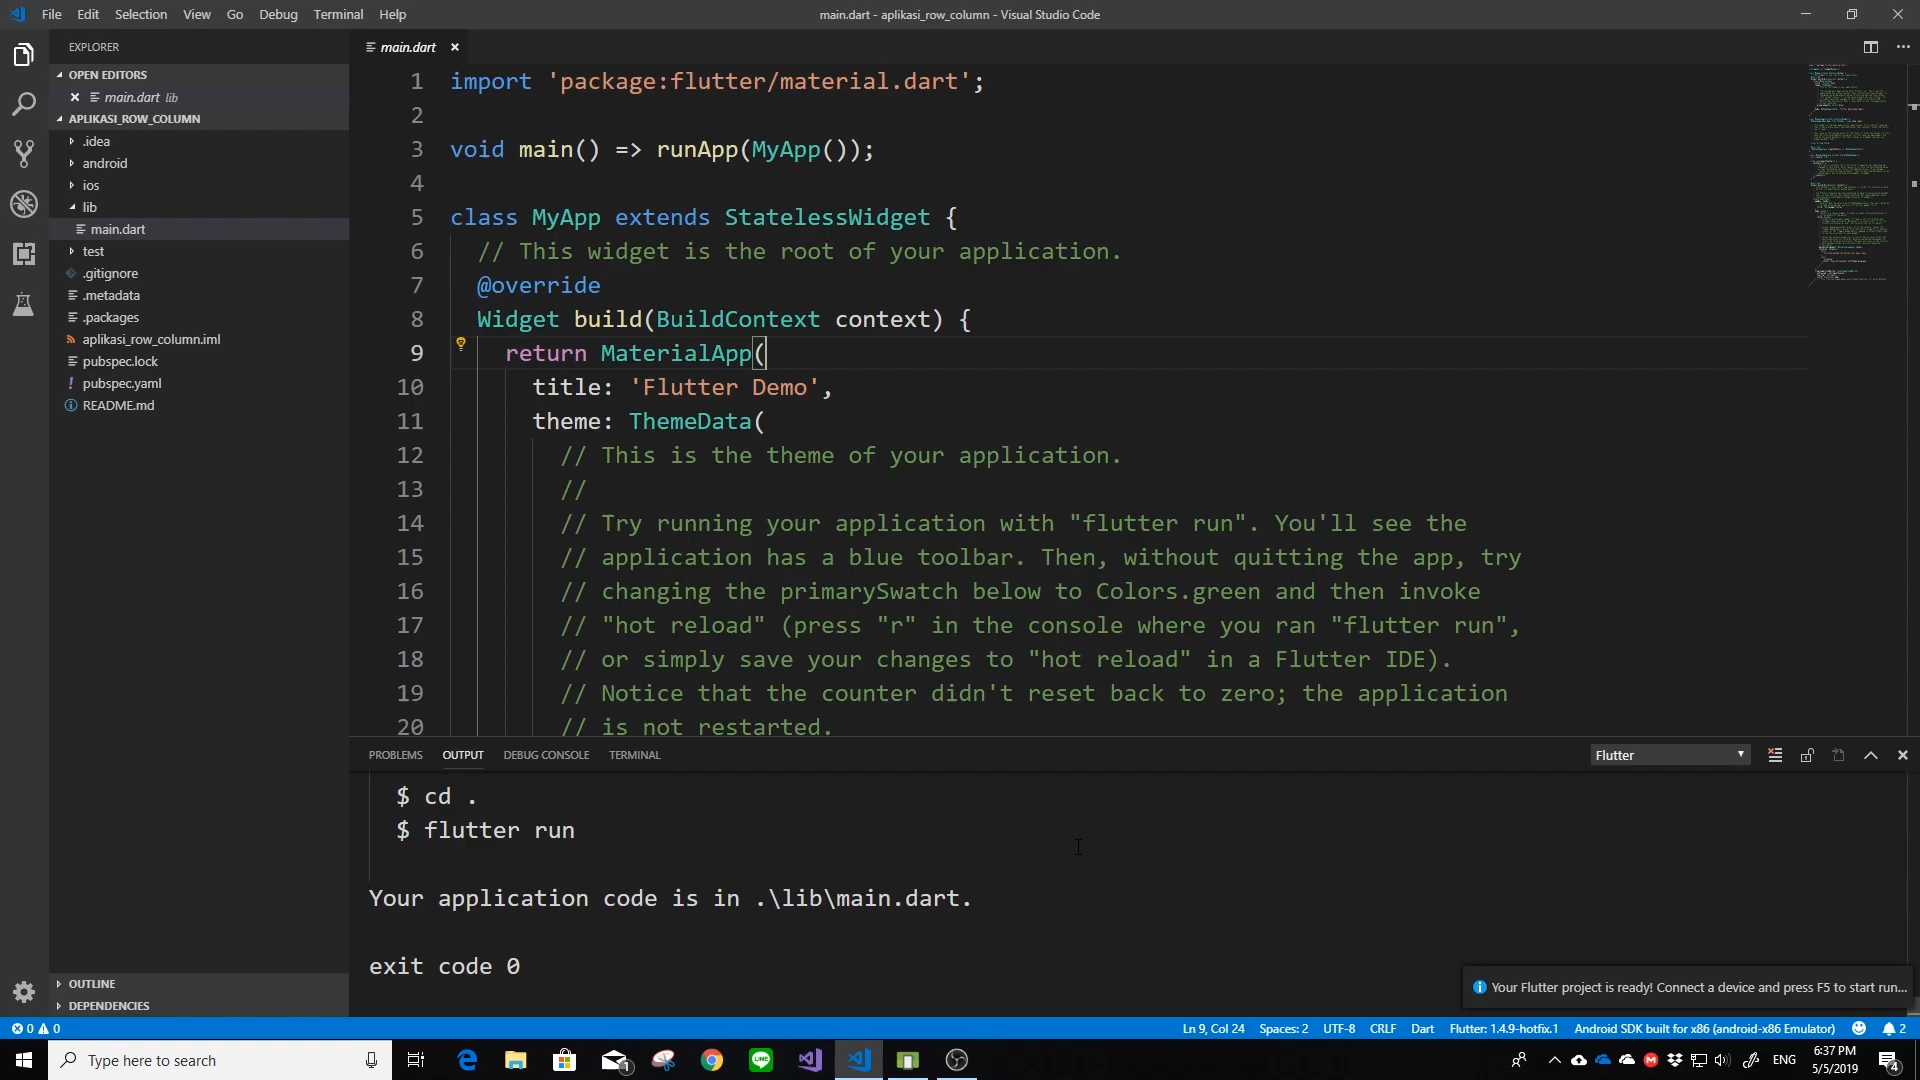 File Edit Selection View Go Debug Terminal Help
main.dart - aplikasi_row_column - Visual Studio Code
EXPLORER
OPEN EDITORS
main.dart lib
APLIKASI_ROW_COLUMN
.idea
android
ios
lib
main.dart
test
.gitignore
.metadata
.packages
aplikasi_row_column.iml
pubspec.lock
pubspec.yaml
README.md
OUTLINE
DEPENDENCIES
main.dart
1 import 'package:flutter/material.dart';
2
3 void main() => runApp(MyApp());
4
5 class MyApp extends StatelessWidget {
6 // This widget is the root of your application.
7 @override
8 Widget build(BuildContext context) {
9 return MaterialApp(
10 title: 'Flutter Demo',
11 theme: ThemeData(
12 // This is the theme of your application.
13 //
14 // Try running your application with "flutter run". You'll see the
15 // application has a blue toolbar. Then, without quitting the app, try
16 // changing the primarySwatch below to Colors.green and then invoke
17 // "hot reload" (press "r" in the console where you ran "flutter run",
18 // or simply save your changes to "hot reload" in a Flutter IDE).
19 // Notice that the counter didn't reset back to zero; the application
20 // is not restarted.
PROBLEMS OUTPUT DEBUG CONSOLE TERMINAL
Flutter
$ cd .
$ flutter run
Your application code is in .\lib\main.dart.
exit code 0
Your Flutter project is ready! Connect a device and press F5 to start run...
0 0
Ln 9, Col 24 Spaces: 2 UTF-8 CRLF Dart Flutter: 1.4.9-hotfix.1 Android SDK built for x86 (android-x86 Emulator) 2
Type here to search
1
LINE
ENG
6:37 PM
5/5/2019
4